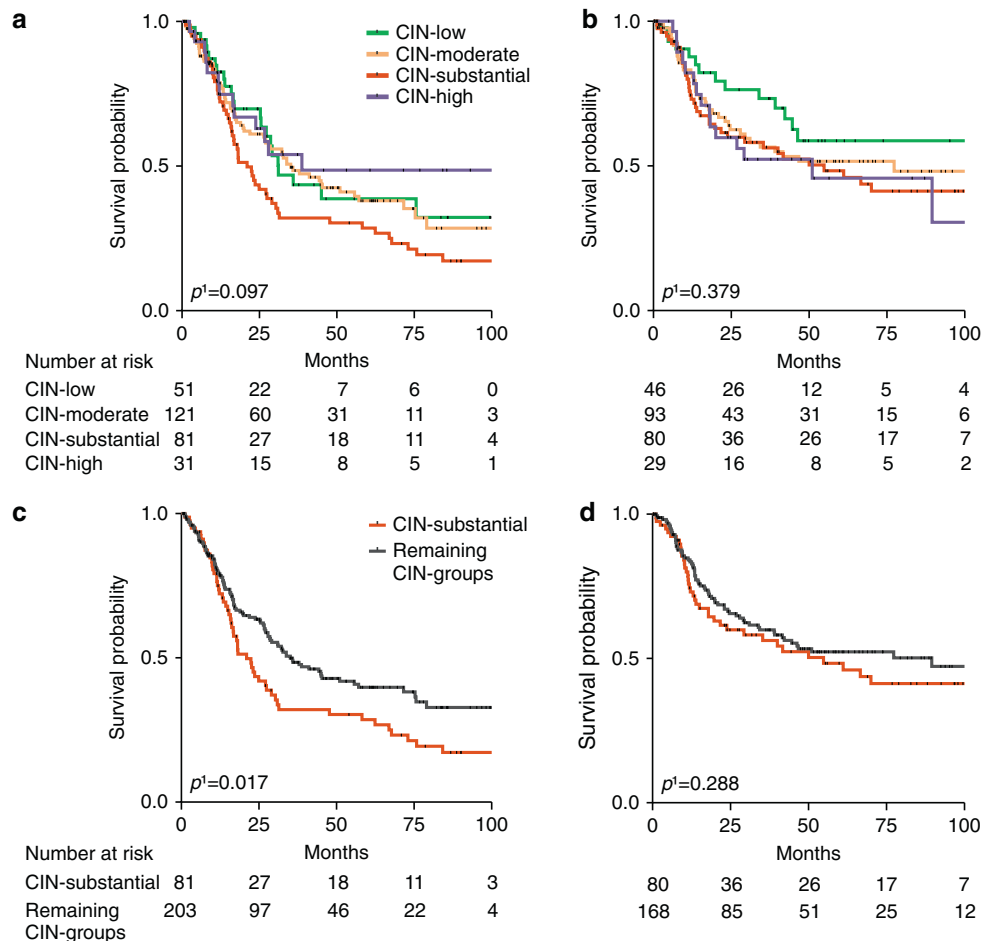 a
1.0
0.5
0.0
Survival probability
CIN-low
CIN-moderate
CIN-substantial
CIN-high
p¹=0.097
0 25 50 75 100
Months
Number at risk
CIN-low 51 22 7 6 0
CIN-moderate 121 60 31 11 3
CIN-substantial 81 27 18 11 4
CIN-high 31 15 8 5 1
b
1.0
0.5
0.0
Survival probability
p¹=0.379
0 25 50 75 100
Months
46 26 12 5 4
93 43 31 15 6
80 36 26 17 7
29 16 8 5 2
c
1.0
0.5
0.0
Survival probability
CIN-substantial
Remaining
CIN-groups
p¹=0.017
0 25 50 75 100
Months
Number at risk
CIN-substantial 81 27 18 11 3
Remaining 203 97 46 22 4
CIN-groups
d
1.0
0.5
0.0
Survival probability
p¹=0.288
0 25 50 75 100
Months
80 36 26 17 7
168 85 51 25 12